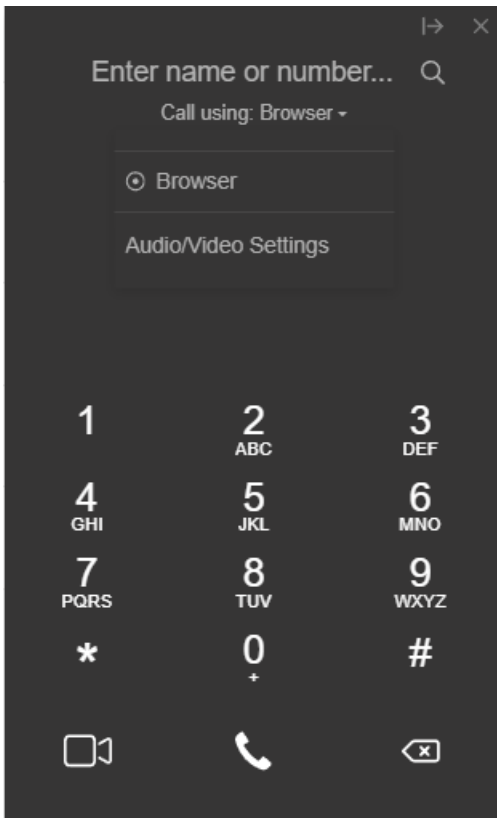 Enter name or number...
Call using: Browser
Browser
Audio/Video Settings
1 2 3
ABC DEF
4 5 6
GHI JKL MNO
7 8 9
PQRS TUV WXYZ
* 0 #
+